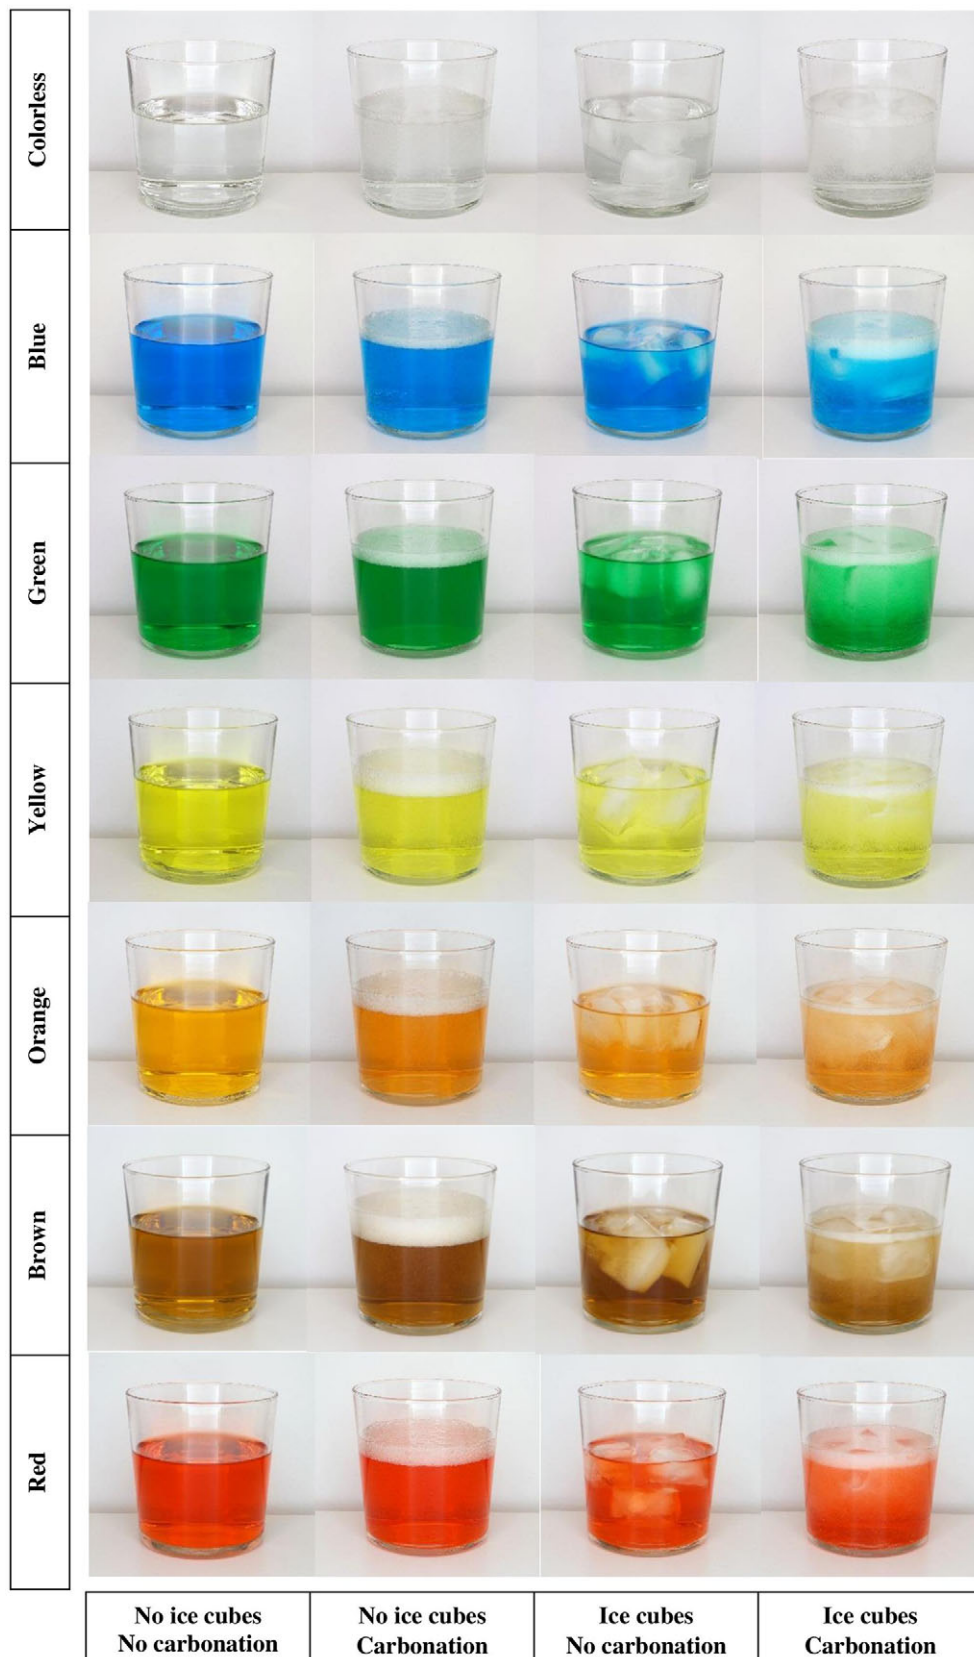 Colorless
Blue
Green
Yellow
Orange
Brown
Red
No ice cubes
No carbonation
No ice cubes
Carbonation
Ice cubes
No carbonation
Ice cubes
Carbonation